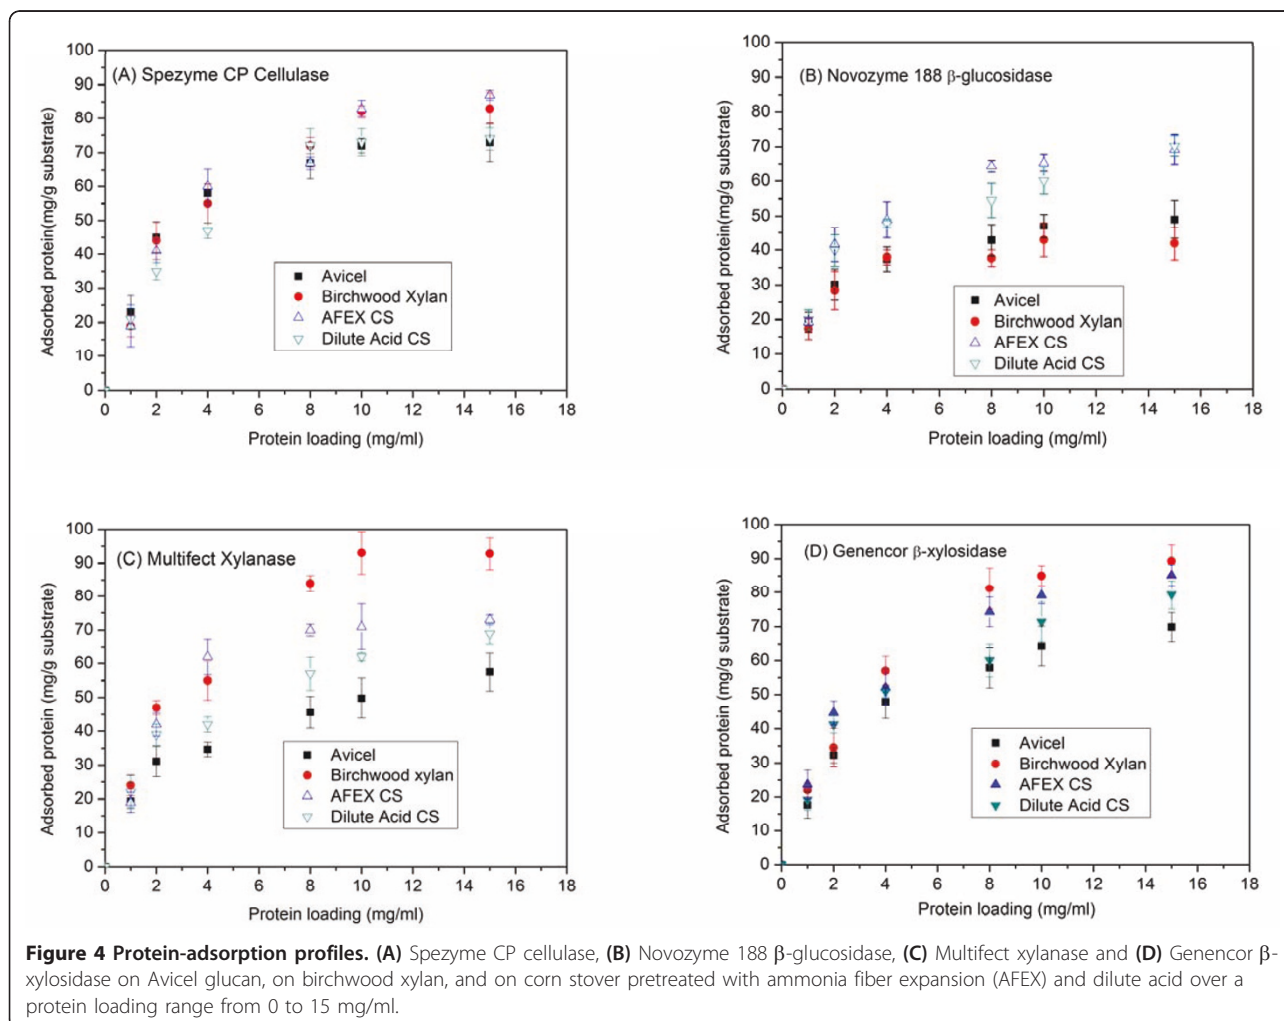 100
90
80
70
60
50
40
30
20
10
0
Adsorbed protein(mg/g substrate)
(A) Spezyme CP Cellulase
Avicel
Birchwood Xylan
AFEX CS
Dilute Acid CS
0 2 4 6 8 10 12 14 16 18
Protein loading (mg/ml)
100
90
80
70
60
50
40
30
20
10
0
Adsorbed protein(mg/g substrate)
(B) Novozyme 188 β-glucosidase
Avicel
Birchwood Xylan
AFEX CS
Dilute Acid CS
0 2 4 6 8 10 12 14 16 18
Protein loading (mg/ml)
100
90
80
70
60
50
40
30
20
10
0
Adsorbed protein (mg/g substrate)
(C) Multifect Xylanase
Avicel
Birchwood xylan
AFEX CS
Dilute Acid CS
0 2 4 6 8 10 12 14 16 18
Protein loading (mg/ml)
100
90
80
70
60
50
40
30
20
10
0
Adsorbed protein (mg/g substrate)
(D) Genencor β-xylosidase
Avicel
Birchwood Xylan
AFEX CS
Dilute Acid CS
0 2 4 6 8 10 12 14 16 18
Protein loading (mg/ml)
Figure 4 Protein-adsorption profiles. (A) Spezyme CP cellulase, (B) Novozyme 188 β-glucosidase, (C) Multifect xylanase and (D) Genencor β-
xylosidase on Avicel glucan, on birchwood xylan, and on corn stover pretreated with ammonia fiber expansion (AFEX) and dilute acid over a
protein loading range from 0 to 15 mg/ml.